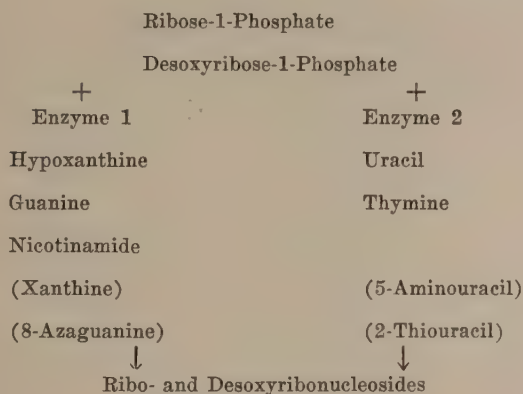 Ribose-1-Phosphate
Desoxyribose-1-Phosphate
+ +
Enzyme 1 Enzyme 2
Hypoxanthine Uracil
Guanine Thymine
Nicotinamide
(Xanthine) (5-Aminouracil)
(8-Azaguanine) (2-Thiouracil)
↓ ↓
Ribo- and Desoxyribonucleosides